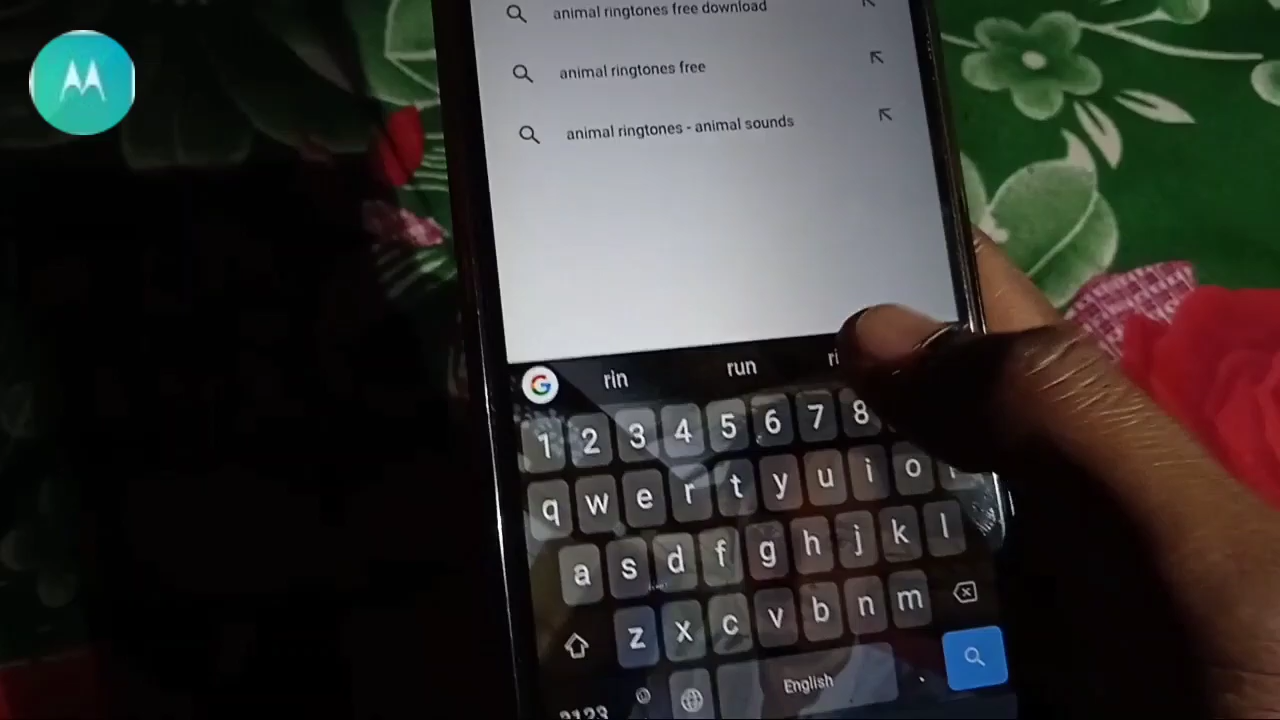 animal ringtones free download
animal ringtones free
animal ringtones - animal sounds
rin run
1 2 3 4 5 6 7 8
q w e r t y u i o
a s d f g h j k l
z x c v b n m
English .